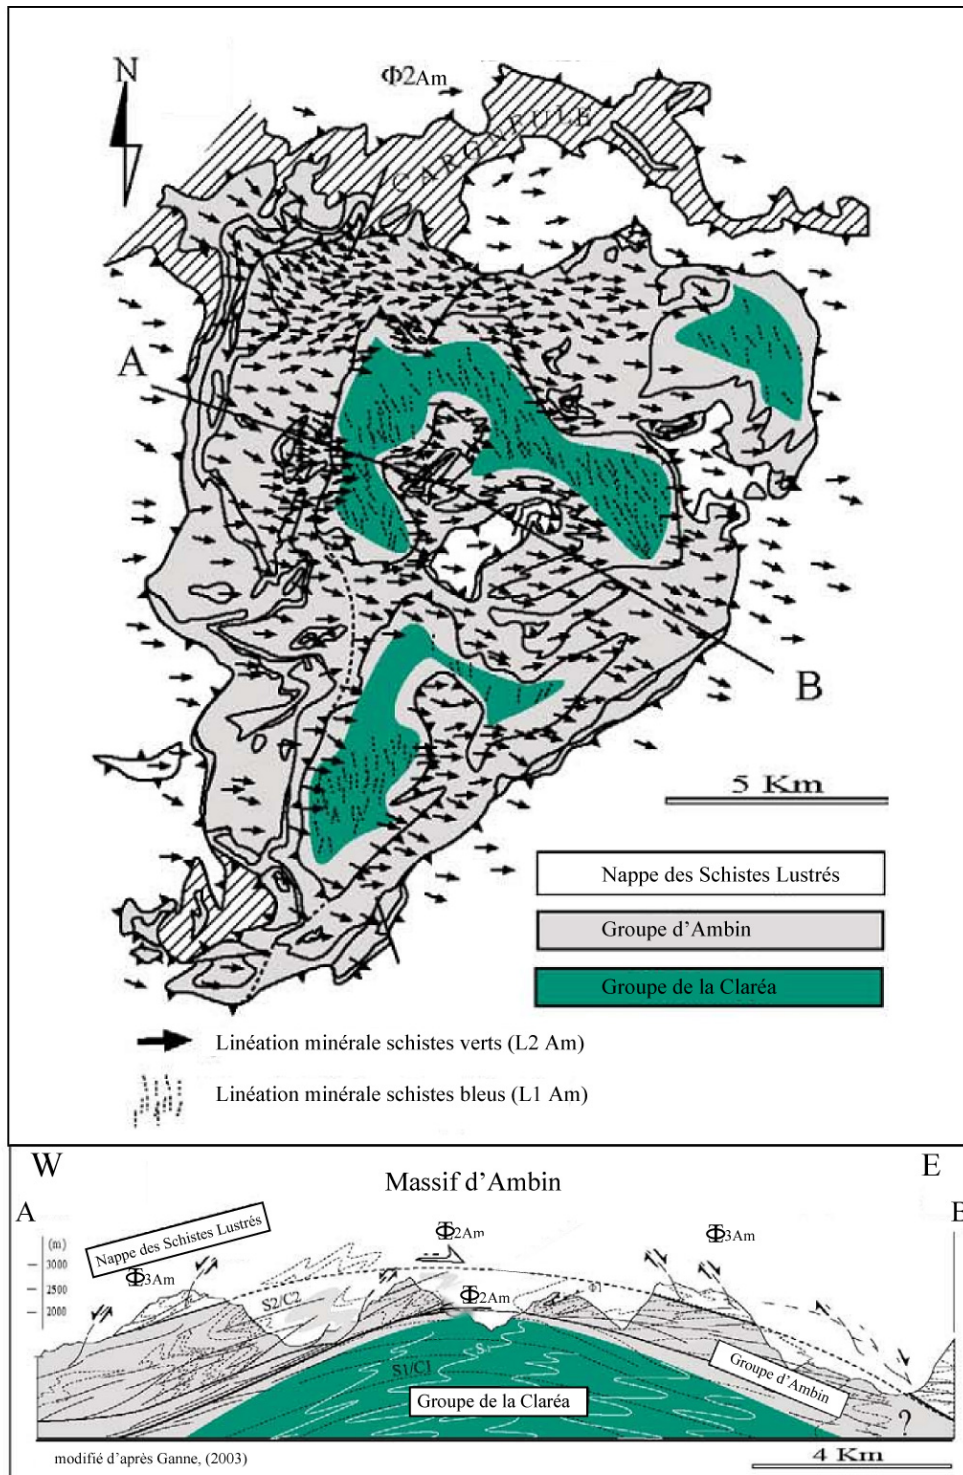 N
Φ2Am
CARGNEULE
A
B
5 Km
Nappe des Schistes Lustrés
Groupe d'Ambin
Groupe de la Claréa
Linéation minérale schistes verts (L2 Am)
Linéation minérale schistes bleus (L1 Am)
W
E
Massif d'Ambin
A
B
Nappe des Schistes Lustrés
Φ2Am
Φ3Am
(m)
3000
2500
2000
Φ3Am
S2/C2
Φ2Am
Φ1
S1/C1
Groupe d'Ambin
Groupe de la Claréa
?
modifié d'après Ganne, (2003)
4 Km